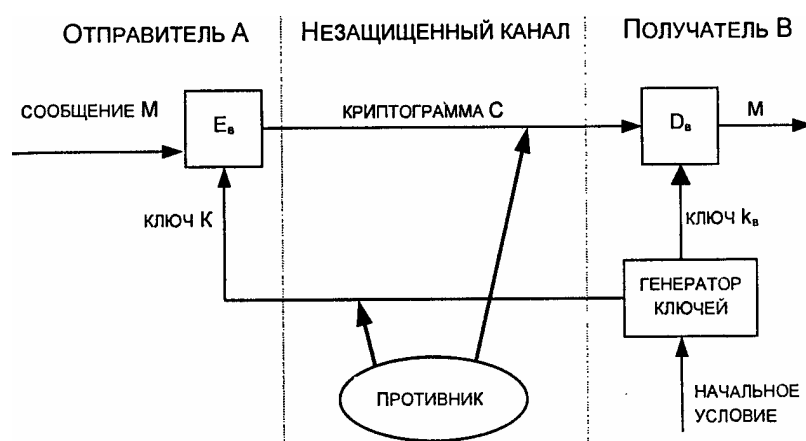 ОТПРАВИТЕЛЬ А
НЕЗАЩИЩЕННЫЙ КАНАЛ
ПОЛУЧАТЕЛЬ В
СООБЩЕНИЕ М
Eв
КРИПТОГРАММА С
Dв
М
КЛЮЧ К
КЛЮЧ kв
ГЕНЕРАТОР
КЛЮЧЕЙ
ПРОТИВНИК
НАЧАЛЬНОЕ
УСЛОВИЕ